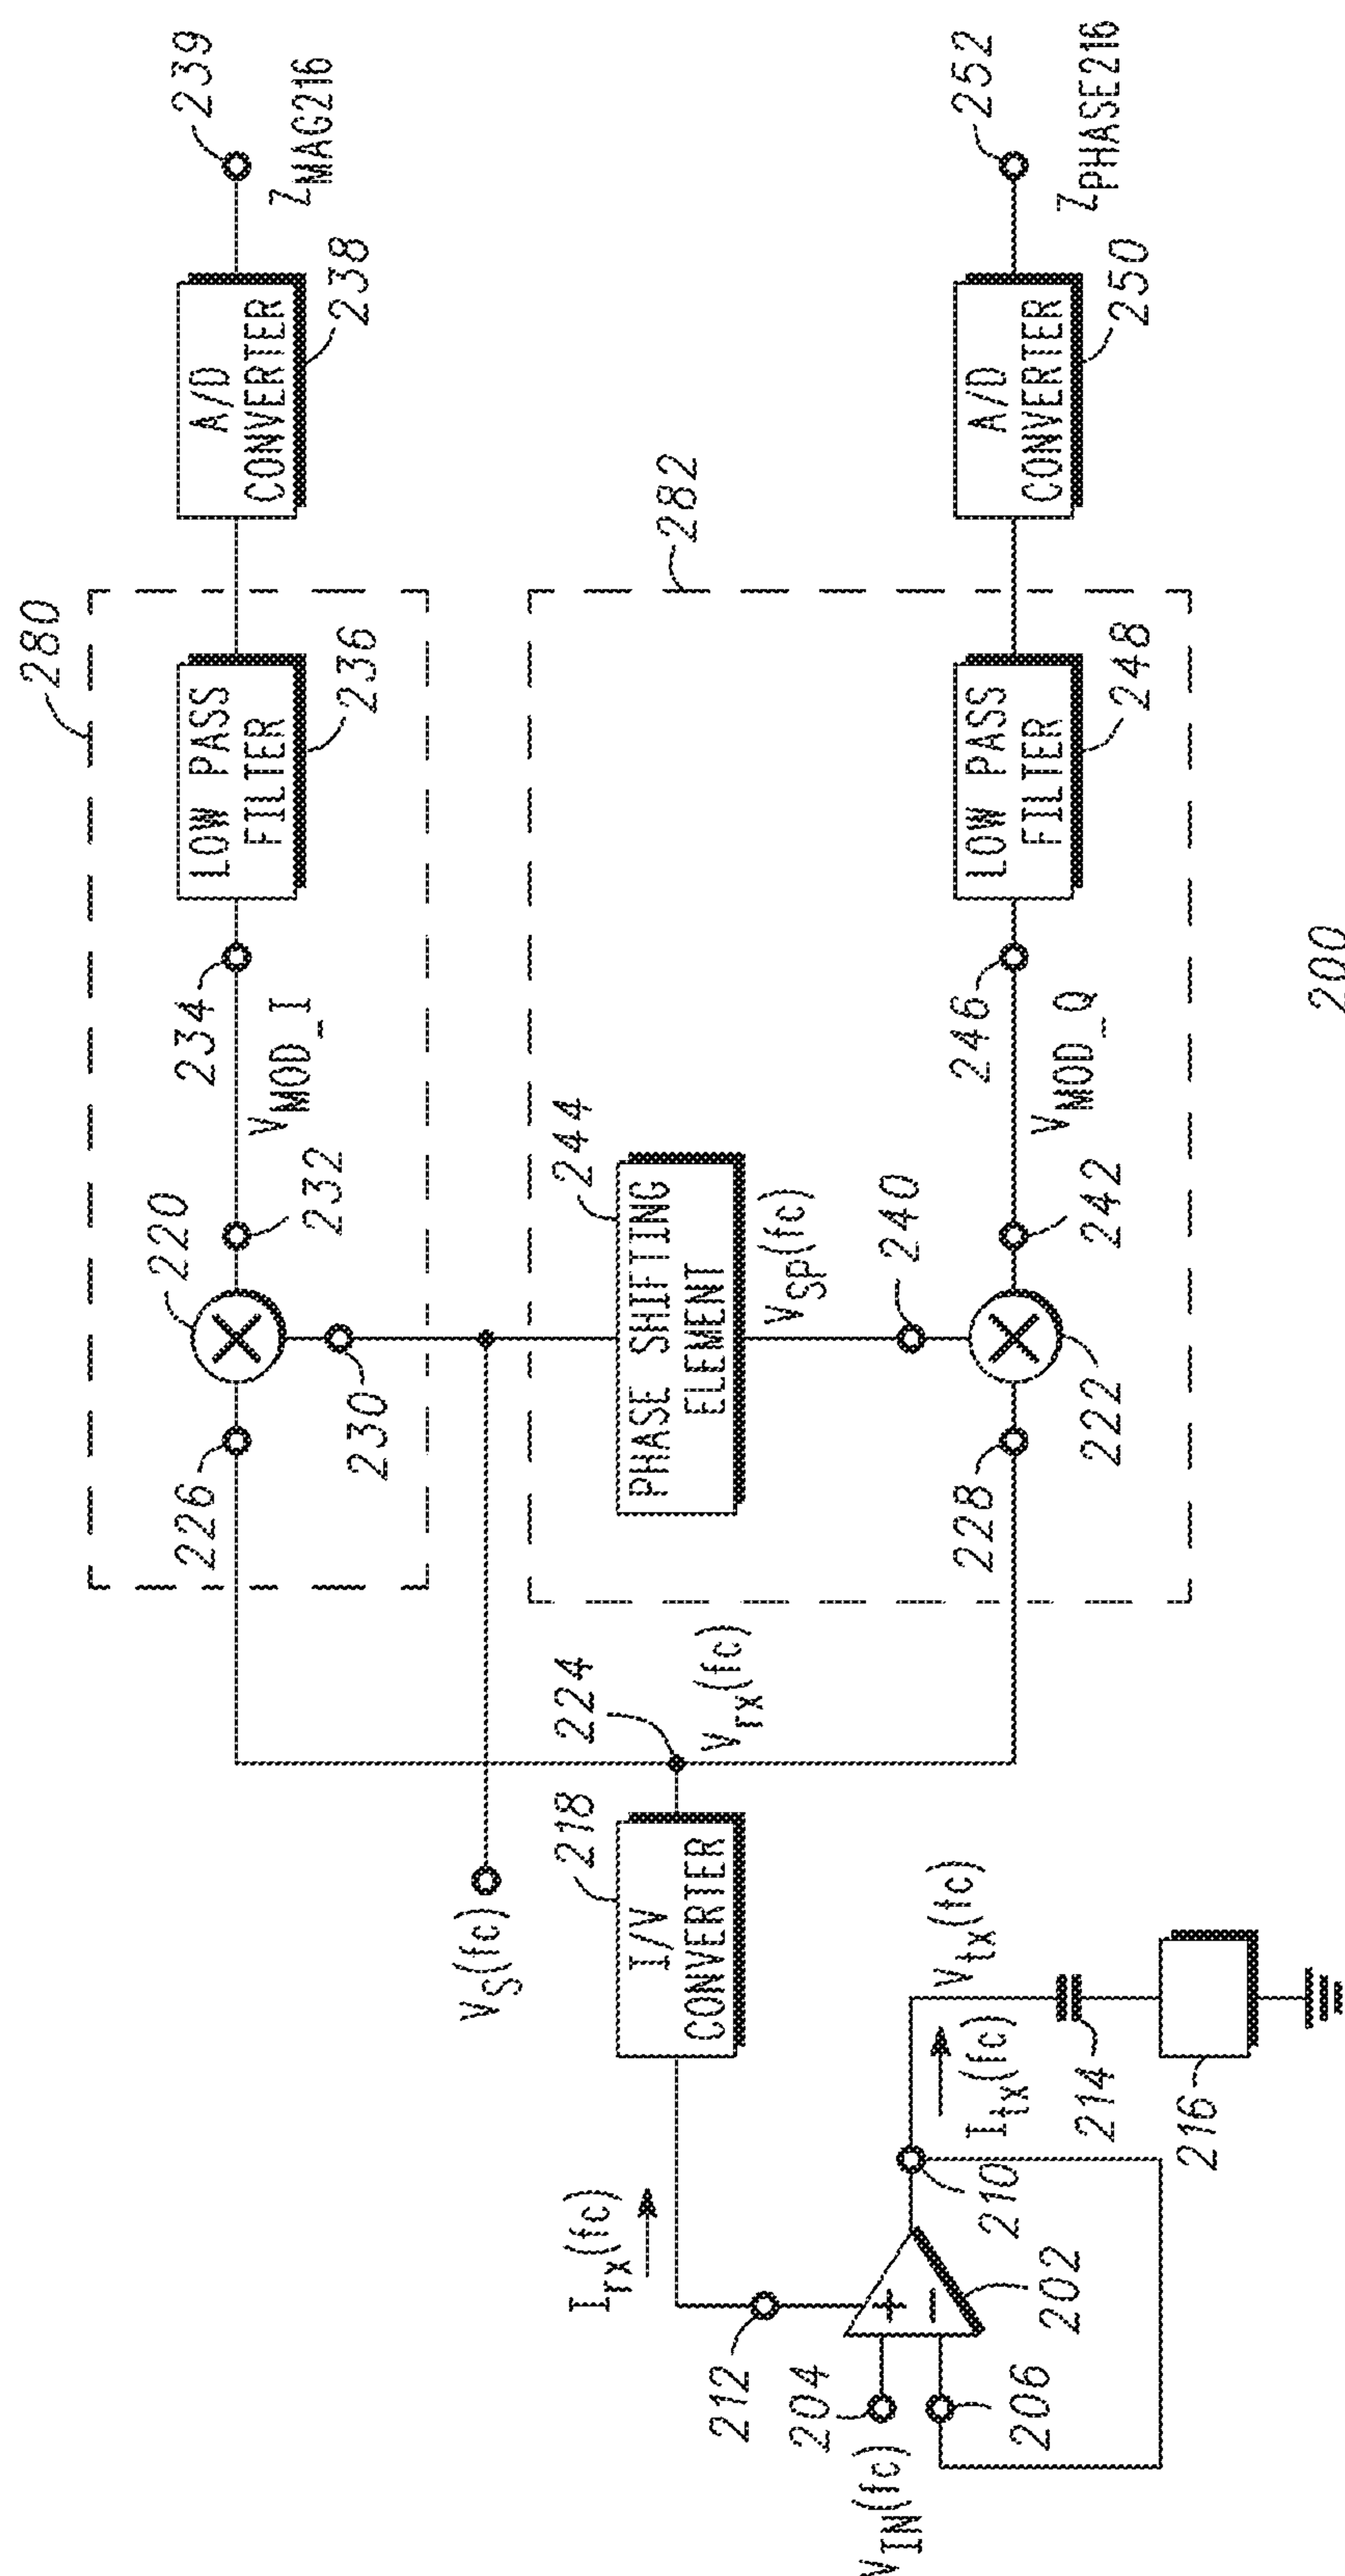 280
220
226
230
232
234
V_MOD_I
LOW PASS
FILTER
236
A/D
CONVERTER
238
239
Z_MAG216
V_S(fc)
282
I_rx(fc)
I/V
CONVERTER
218
224
V_rx(fc)
PHASE SHIFTING
ELEMENT
244
V_SP(fc)
240
212
204
V_IN(fc)
206
+
−
202
210
I_tx(fc)
V_tx(fc)
214
216
228
222
242
246
V_MOD_Q
LOW PASS
FILTER
248
A/D
CONVERTER
250
252
Z_PHASE216
200